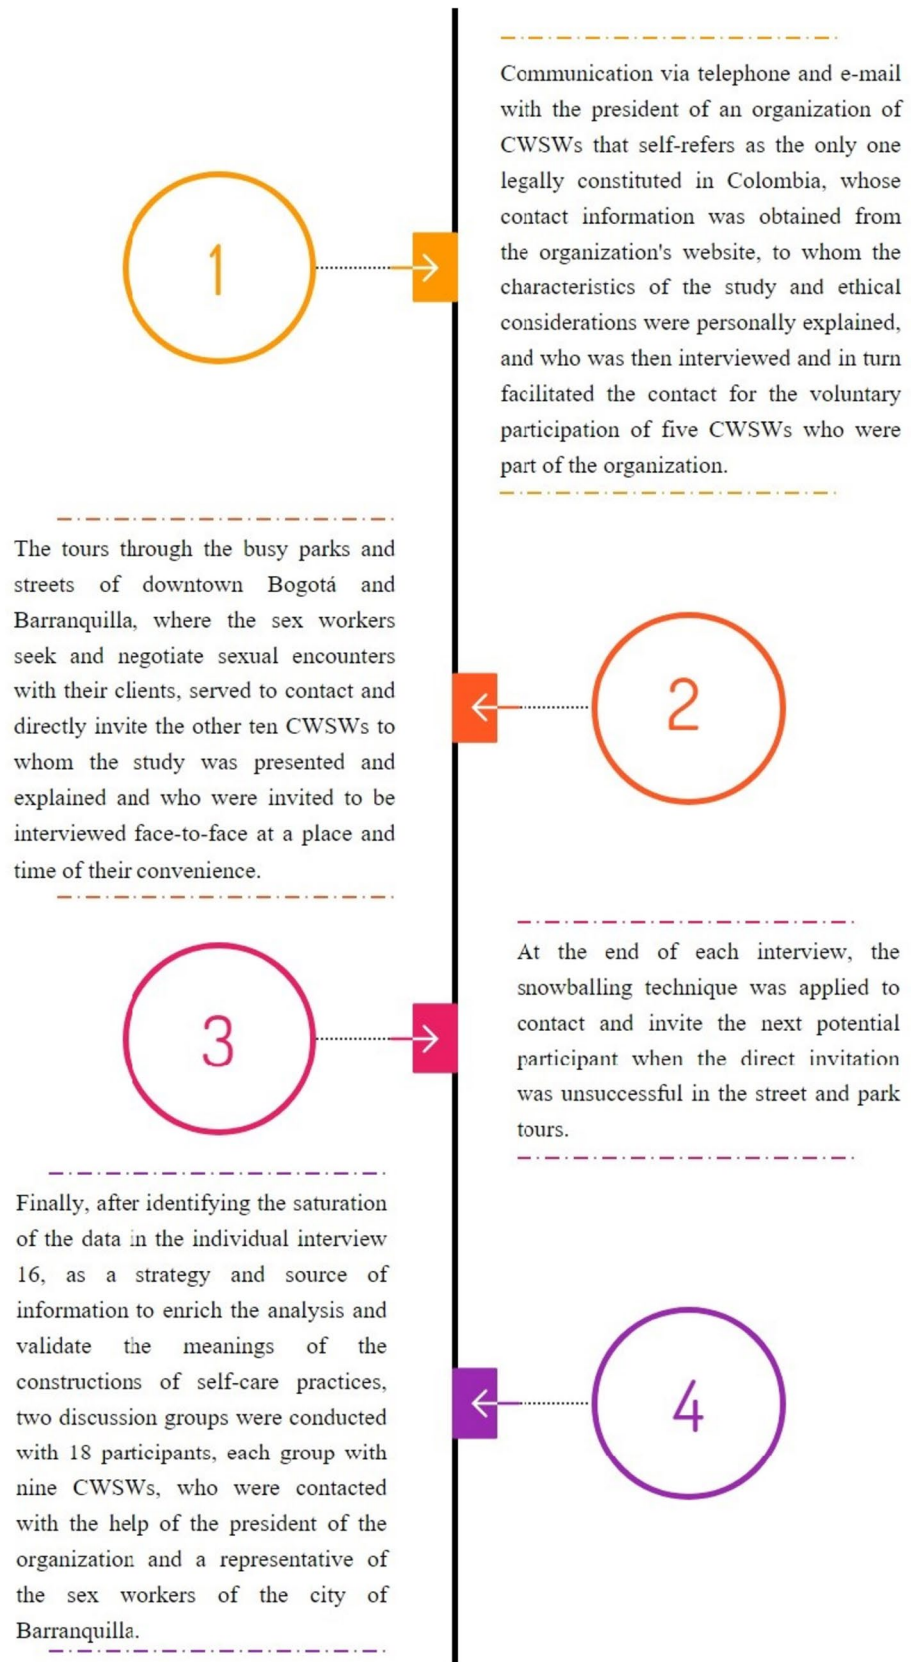 1
Communication via telephone and e-mail
with the president of an organization of
CWSWs that self-refers as the only one
legally constituted in Colombia, whose
contact information was obtained from
the organization's website, to whom the
characteristics of the study and ethical
considerations were personally explained,
and who was then interviewed and in turn
facilitated the contact for the voluntary
participation of five CWSWs who were
part of the organization.
2
The tours through the busy parks and
streets of downtown Bogotá and
Barranquilla, where the sex workers
seek and negotiate sexual encounters
with their clients, served to contact and
directly invite the other ten CWSWs to
whom the study was presented and
explained and who were invited to be
interviewed face-to-face at a place and
time of their convenience.
3
At the end of each interview, the
snowballing technique was applied to
contact and invite the next potential
participant when the direct invitation
was unsuccessful in the street and park
tours.
4
Finally, after identifying the saturation
of the data in the individual interview
16, as a strategy and source of
information to enrich the analysis and
validate the meanings of the
constructions of self-care practices,
two discussion groups were conducted
with 18 participants, each group with
nine CWSWs, who were contacted
with the help of the president of the
organization and a representative of
the sex workers of the city of
Barranquilla.